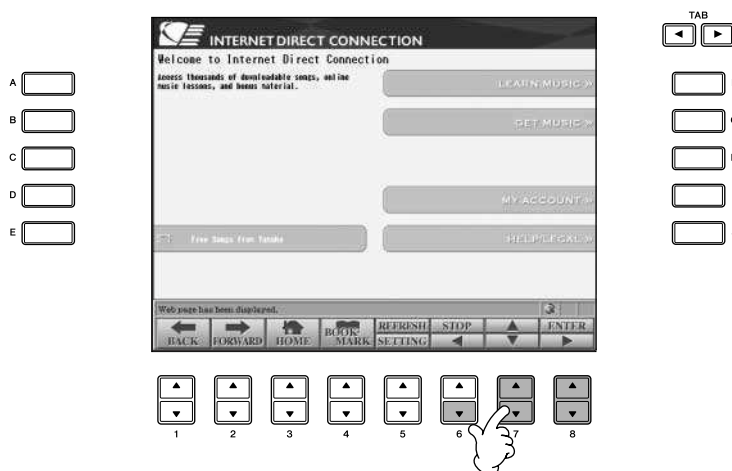 TAB
INTERNET DIRECT CONNECTION
Welcome to Internet Direct Connection
Access thousands of downloadable songs, online
music lessons, and bonus material.
LEARN MUSIC »
GET MUSIC »
MY ACCOUNT »
Free Songs from Yamaha
HELP/LEGAL »
A
B
C
D
E
Web page has been displayed.
BACK FORWARD HOME BOOK-MARK REFRESH STOP ENTER
SETTING
1 2 3 4 5 6 7 8